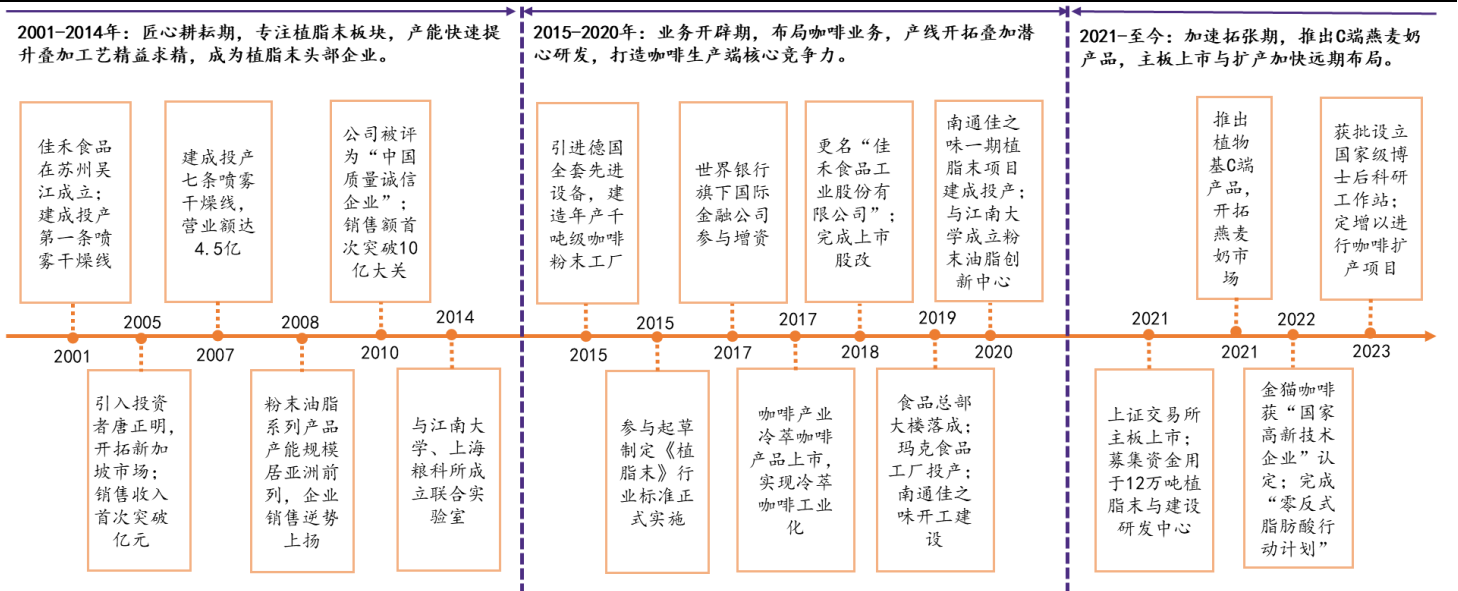 2001-2014年：匠心耕耘期，专注植脂末板块，产能快速提
升叠加工艺精益求精，成为植脂末头部企业。
2015-2020年：业务开辟期，布局咖啡业务，产线开拓叠加潜
心研发，打造咖啡生产端核心竞争力。
2021-至今：加速拓张期，推出C端燕麦奶
产品，主板上市与扩产加快远期布局。
佳禾食品
在苏州吴
江成立；
建成投产
第一条喷
雾干燥线
建成投产
七条喷雾
干燥线，
营业额达
4.5亿
公司被评
为“中国
质量诚信
企业”；
销售额首
次突破10
亿大关
引进德国
全套先进
设备，建
造年产千
吨级咖啡
粉末工厂
世界银行
旗下国际
金融公司
参与增资
更名“佳
禾食品工
业股份有
限公司”；
完成上市
股改
南通佳之
味一期植
脂末项目
建成投产；
与江南大
学成立粉
末油脂创
新中心
推出
植物
基C端
产品，
开拓
燕麦
奶市
场
获批设立
国家级博
士后科研
工作站；
定增以进
行咖啡扩
产项目
2001
2005
2007
2008
2010
2014
2015
2015
2017
2017
2018
2019
2020
2021
2021
2022
2023
引入投资
者唐正明，
开拓新加
坡市场；
销售收入
首次突破
亿元
粉末油脂
系列产品
产能规模
居亚洲前
列，企业
销售逆势
上扬
与江南大
学、上海
粮科所成
立联合实
验室
参与起草
制定《植
脂末》行
业标准正
式实施
咖啡产业
冷萃咖啡
产品上市，
实现冷萃
咖啡工业
化
食品总部
大楼落成；
玛克食品
工厂投产；
南通佳之
味开工建
设
上证交易所
主板上市；
募集资金用
于12万吨植
脂末与建设
研发中心
金猫咖啡
获“国家
高新技术
企业”认
定；完成
“零反式
脂肪酸行
动计划”